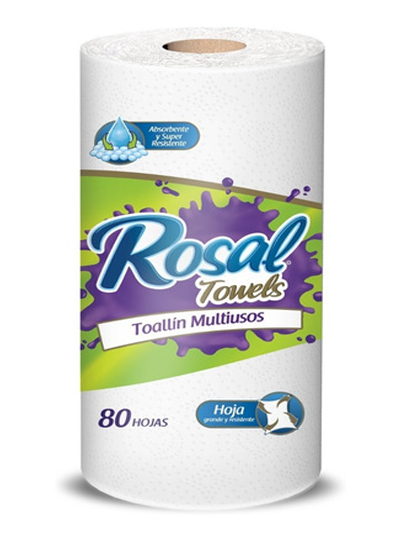 Absorbente
y Super
Resistente
Rosal
Towels
Toallín Multiusos
80 HOJAS
Hoja
grande y resistente